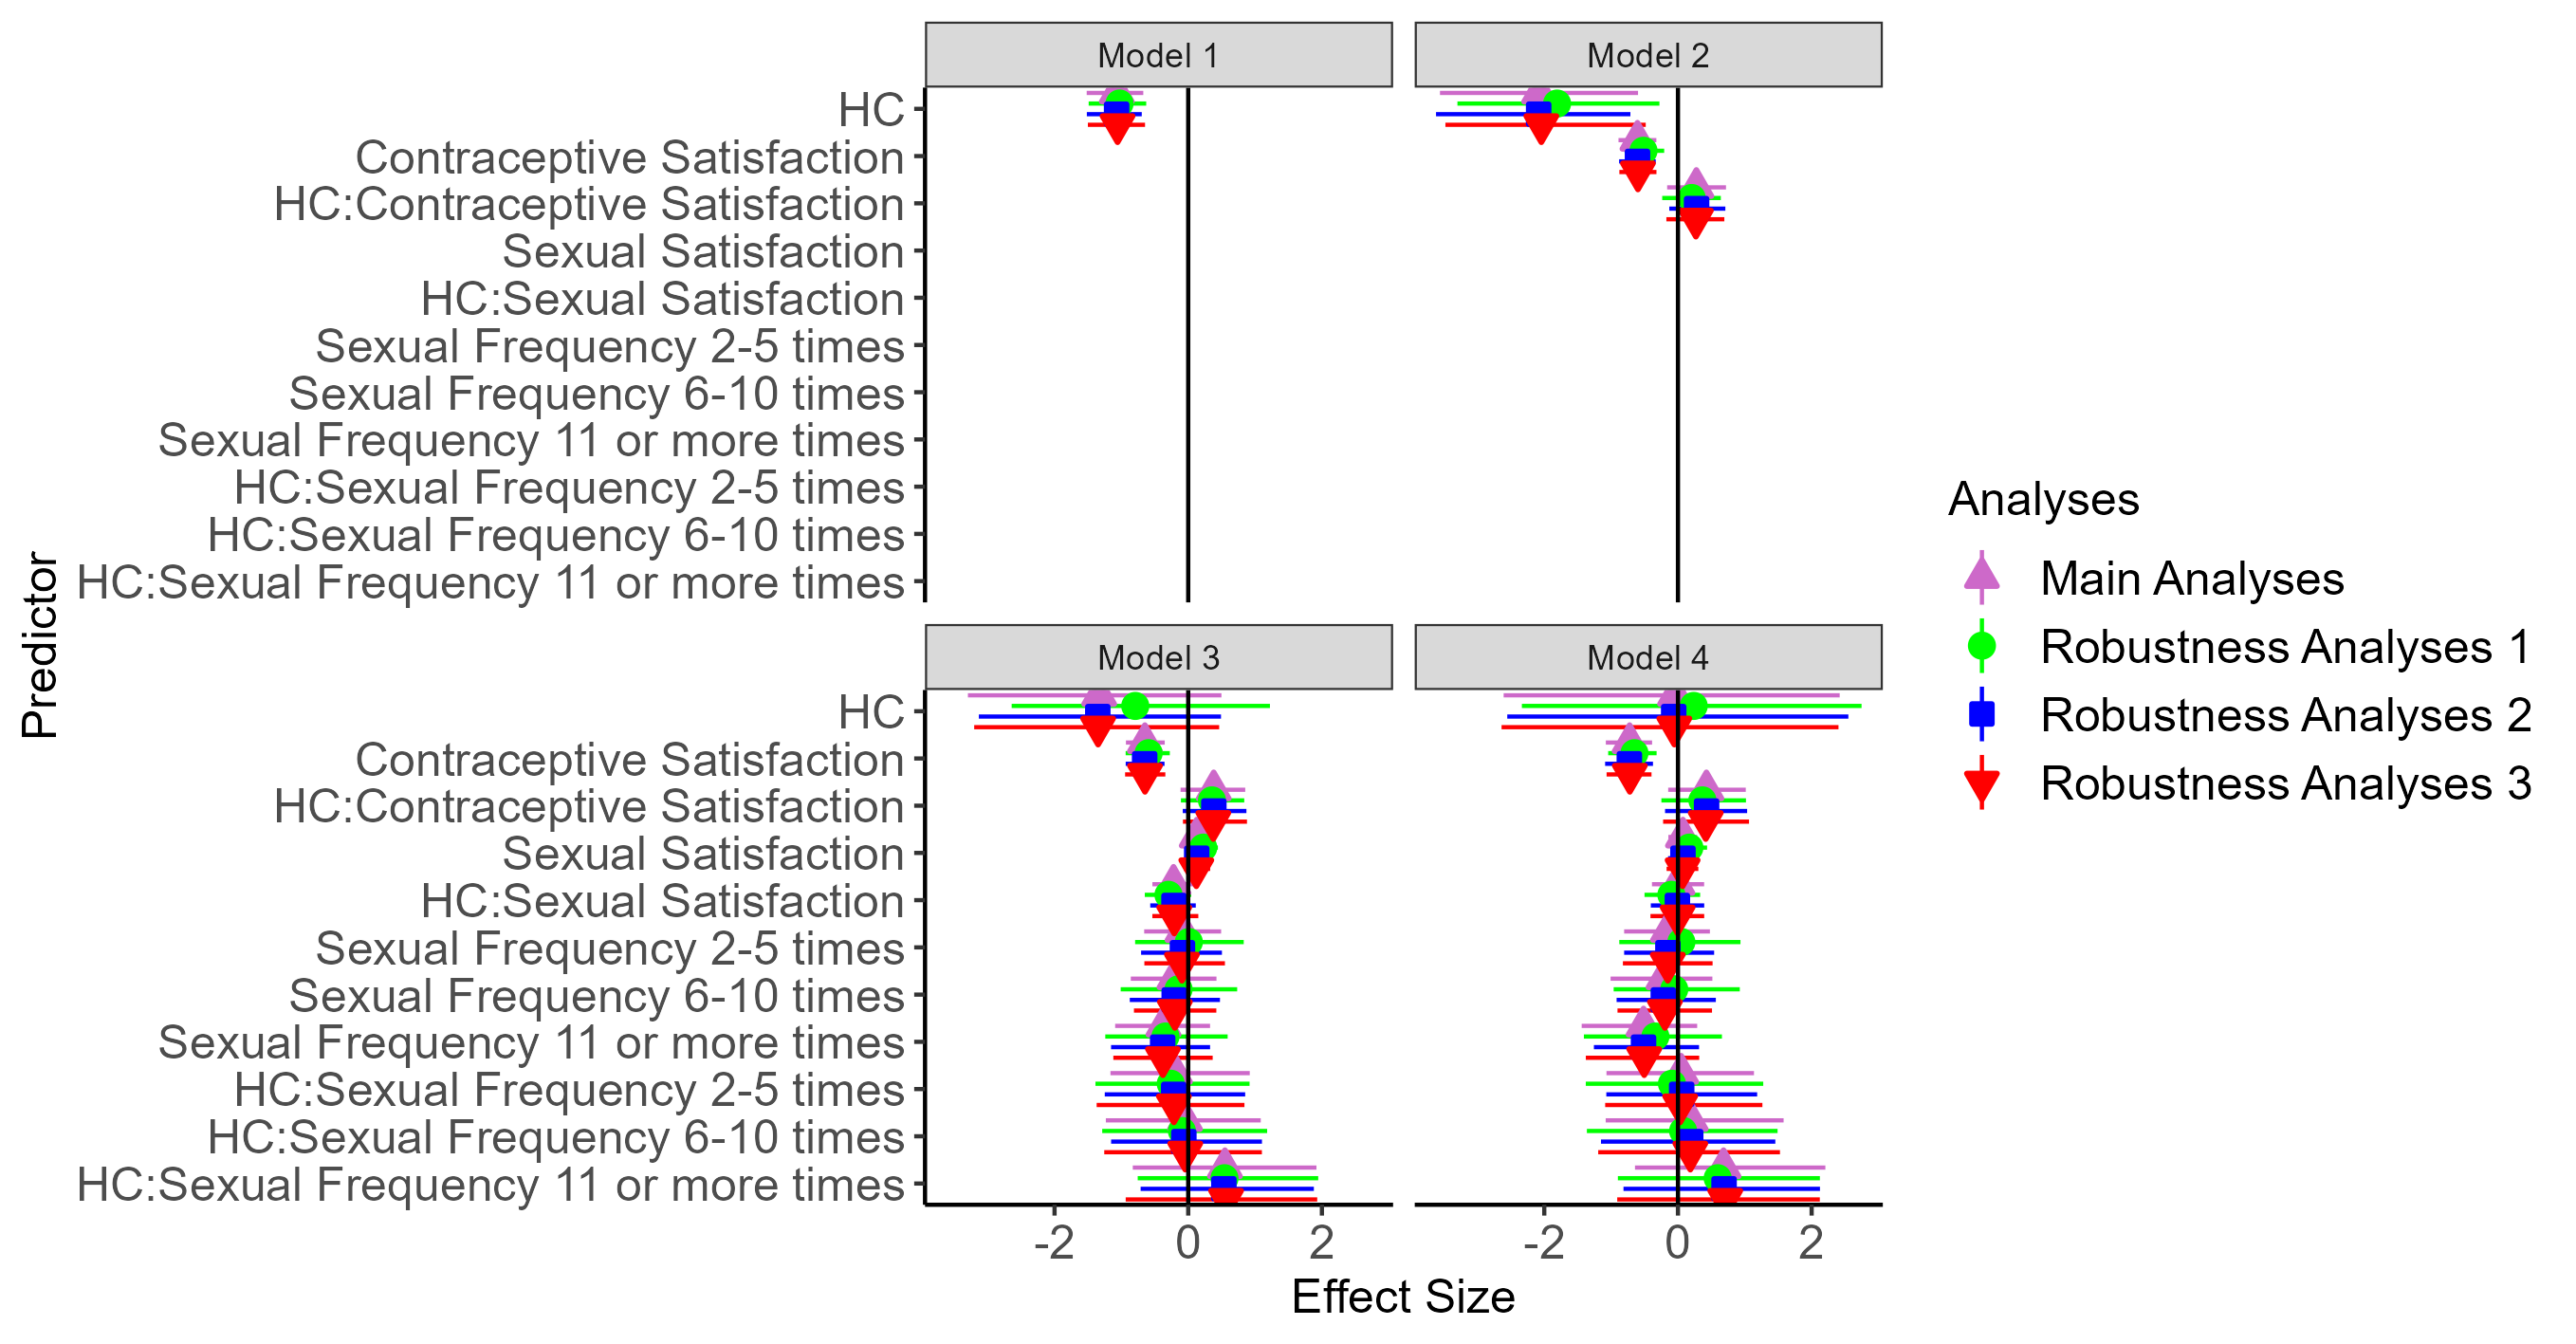 Model 1
Model 2
HC
Contraceptive Satisfaction
HC:Contraceptive Satisfaction
Sexual Satisfaction
HC:Sexual Satisfaction
Sexual Frequency 2-5 times
Sexual Frequency 6-10 times
Sexual Frequency 11 or more times
HC:Sexual Frequency 2-5 times
HC:Sexual Frequency 6-10 times
HC:Sexual Frequency 11 or more times
Predictor
Model 3
Model 4
HC
Contraceptive Satisfaction
HC:Contraceptive Satisfaction
Sexual Satisfaction
HC:Sexual Satisfaction
Sexual Frequency 2-5 times
Sexual Frequency 6-10 times
Sexual Frequency 11 or more times
HC:Sexual Frequency 2-5 times
HC:Sexual Frequency 6-10 times
HC:Sexual Frequency 11 or more times
-2 0 2
-2 0 2
Effect Size
Analyses
Main Analyses
Robustness Analyses 1
Robustness Analyses 2
Robustness Analyses 3